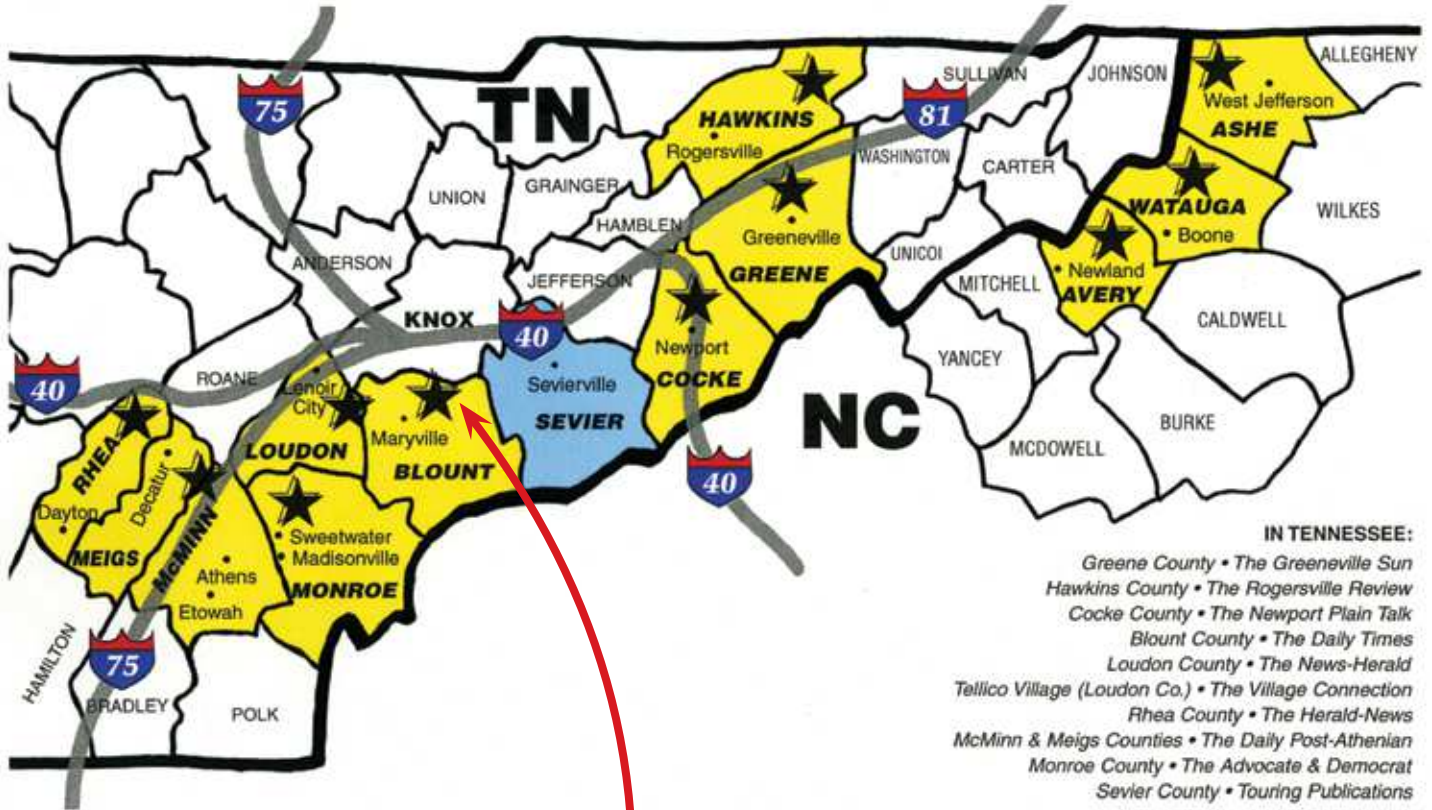 ALLEGHENY
SULLIVAN
JOHNSON
75
TN
81
West Jefferson
ASHE
HAWKINS
Rogersville
WASHINGTON
CARTER
UNION
GRAINGER
WATAUGA
WILKES
HAMBLEN
Greeneville
Boone
ANDERSON
JEFFERSON
GREENE
UNICOI
Newland
MITCHELL
AVERY
KNOX
40
CALDWELL
Newport
YANCEY
40
ROANE
Lenoir
City
Sevierville
COCKE
NC
SEVIER
Maryville
BURKE
RHEA
LOUDON
BLOUNT
MCDOWELL
Decatur
40
Dayton
Sweetwater
MEIGS
McMINN
Madisonville
Athens
MONROE
Etowah
HAMILTON
75
BRADLEY
POLK
IN TENNESSEE:
Greene County • The Greeneville Sun
Hawkins County • The Rogersville Review
Cocke County • The Newport Plain Talk
Blount County • The Daily Times
Loudon County • The News-Herald
Tellico Village (Loudon Co.) • The Village Connection
Rhea County • The Herald-News
McMinn & Meigs Counties • The Daily Post-Athenian
Monroe County • The Advocate & Democrat
Sevier County • Touring Publications